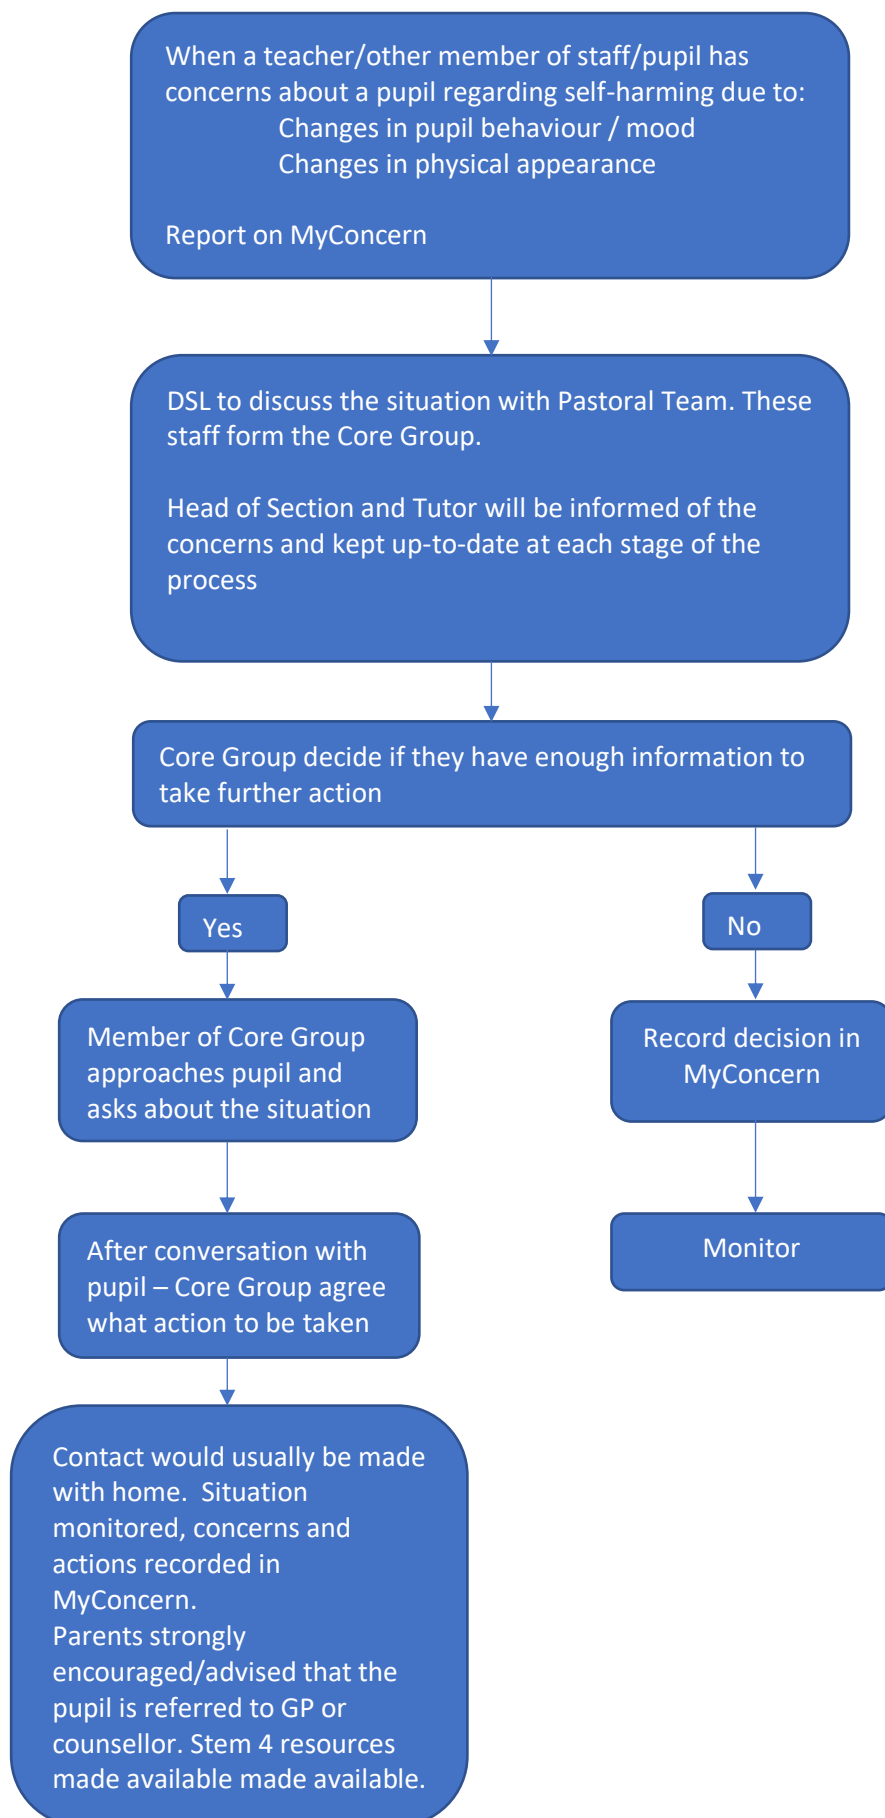 When a teacher/other member of staff/pupil has
concerns about a pupil regarding self-harming due to:
Changes in pupil behaviour / mood
Changes in physical appearance
Report on MyConcern
DSL to discuss the situation with Pastoral Team. These
staff form the Core Group.
Head of Section and Tutor will be informed of the
concerns and kept up-to-date at each stage of the
process
Core Group decide if they have enough information to
take further action
Yes
No
Member of Core Group
approaches pupil and
asks about the situation
Record decision in
MyConcern
After conversation with
pupil – Core Group agree
what action to be taken
Monitor
Contact would usually be made
with home.  Situation
monitored, concerns and
actions recorded in
MyConcern.
Parents strongly
encouraged/advised that the
pupil is referred to GP or
counsellor. Stem 4 resources
made available made available.